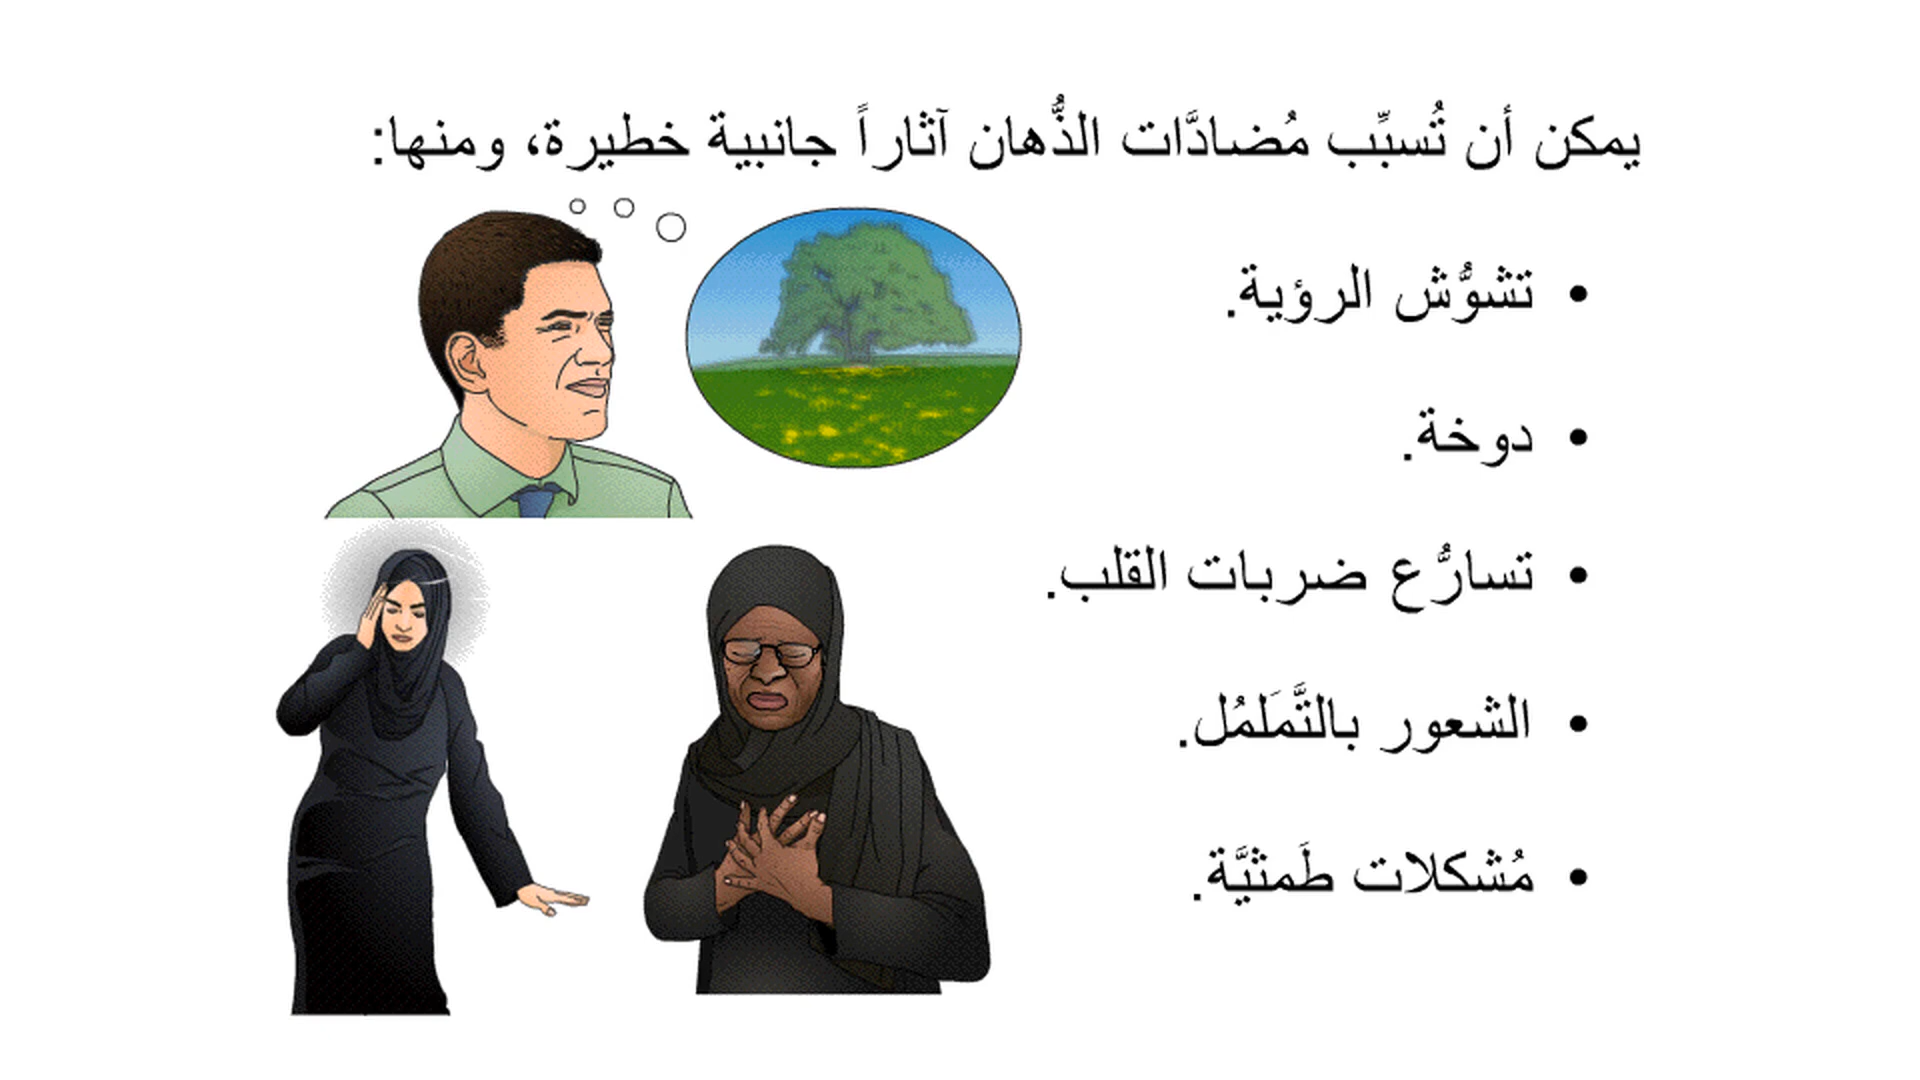 يمكن أن تُسبِّب مُضادَّات الذُّهان آثاراً جانبية خطيرة، ومنها:
• تشوُّش الرؤية.
• دوخة.
• تسارُّع ضربات القلب.
• الشعور بالتَّمَلمُل.
• مُشكلات طَمثيَّة.